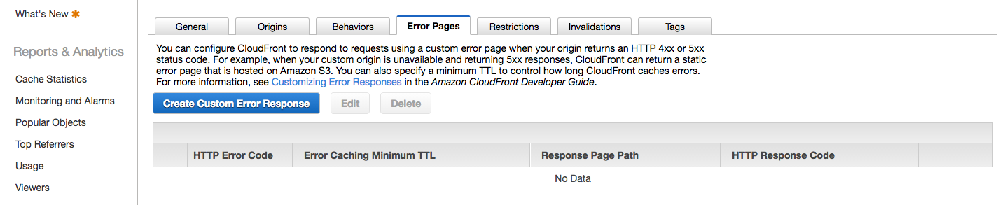 What's New ✱
Reports & Analytics
Cache Statistics
Monitoring and Alarms
Popular Objects
Top Referrers
Usage
Viewers
General Origins Behaviors Error Pages Restrictions Invalidations Tags
You can configure CloudFront to respond to requests using a custom error page when your origin returns an HTTP 4xx or 5xx
status code. For example, when your custom origin is unavailable and returning 5xx responses, CloudFront can return a static
error page that is hosted on Amazon S3. You can also specify a minimum TTL to control how long CloudFront caches errors.
For more information, see Customizing Error Responses in the Amazon CloudFront Developer Guide.
Create Custom Error Response Edit Delete
HTTP Error Code Error Caching Minimum TTL Response Page Path HTTP Response Code
No Data